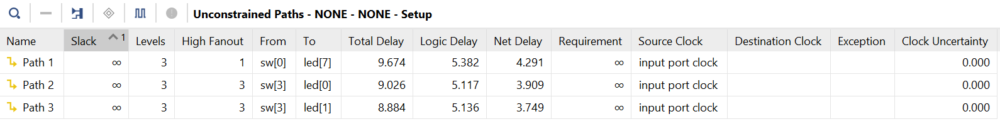 Unconstrained Paths - NONE - NONE - Setup
Name Slack 1 Levels High Fanout From To Total Delay Logic Delay Net Delay Requirement Source Clock Destination Clock Exception Clock Uncertainty
Path 1 ∞ 3 1 sw[0] led[7] 9.674 5.382 4.291 ∞ input port clock 0.000
Path 2 ∞ 3 3 sw[3] led[0] 9.026 5.117 3.909 ∞ input port clock 0.000
Path 3 ∞ 3 3 sw[3] led[1] 8.884 5.136 3.749 ∞ input port clock 0.000